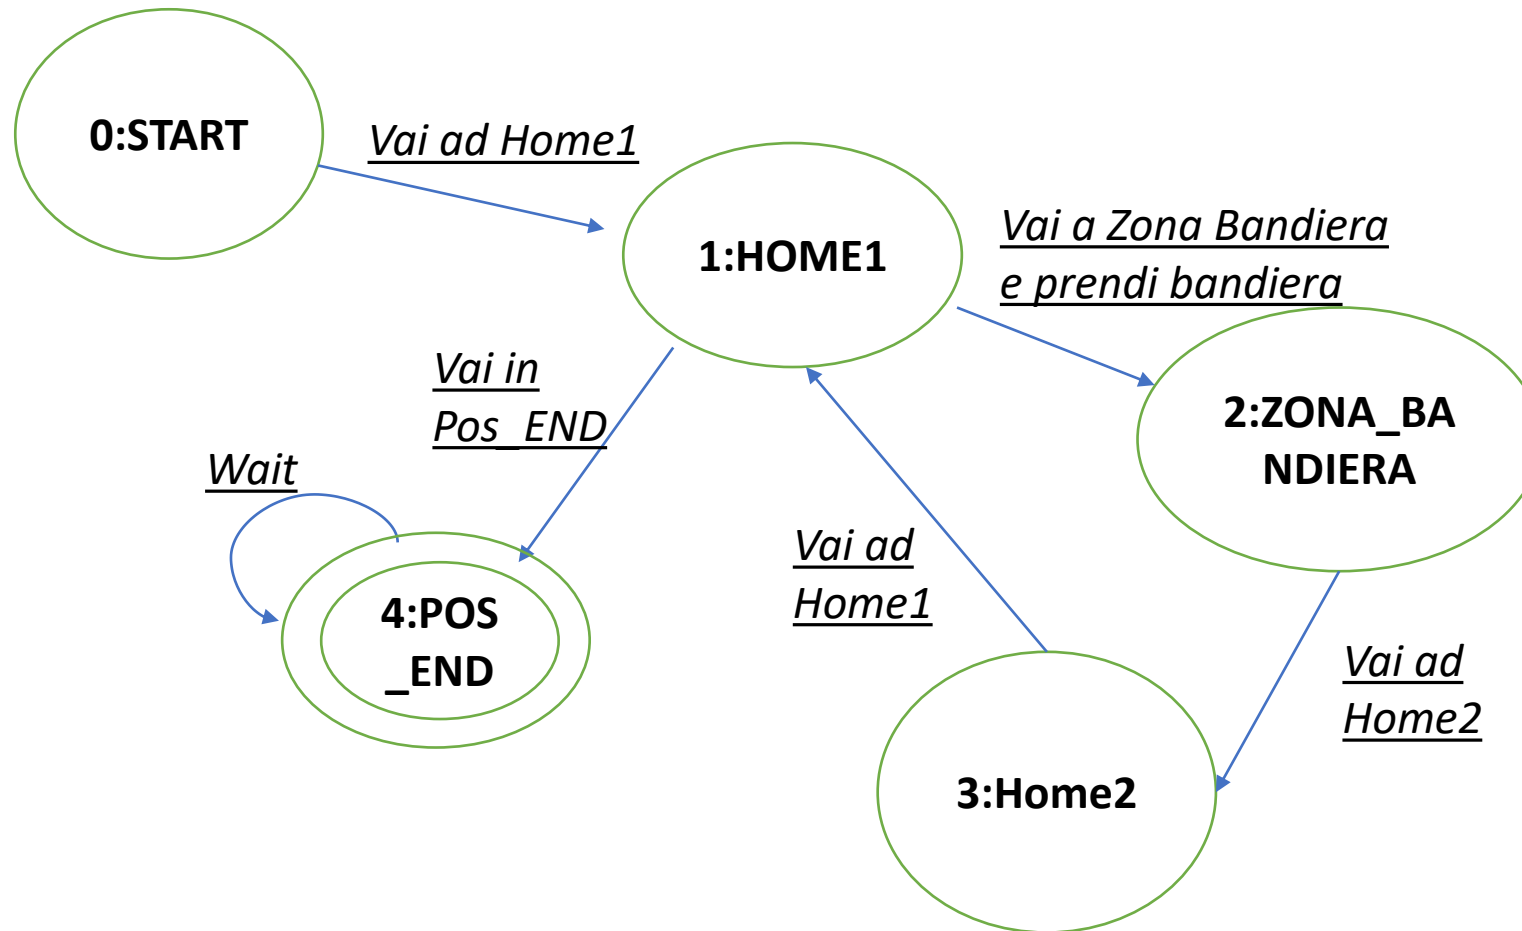 0:START
Vai ad Home1
1:HOME1
Vai a Zona Bandiera
e prendi bandiera
Vai in
Pos_END
2:ZONA_BA
NDIERA
Wait
Vai ad
Home1
4:POS
_END
Vai ad
Home2
3:Home2